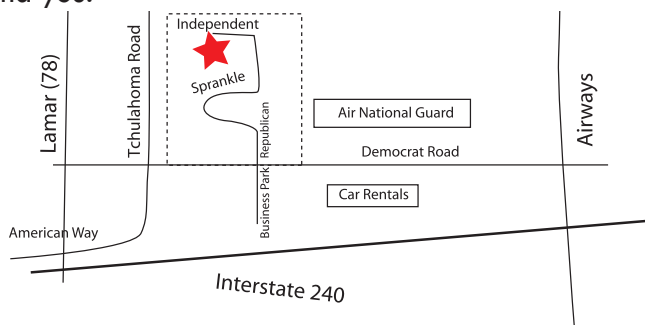 you.
Independent
Sprankle
Lamar (78)
Tchulahoma Road
Republican
Air National Guard
Airways
Democrat Road
Business Park
Car Rentals
American Way
Interstate 240